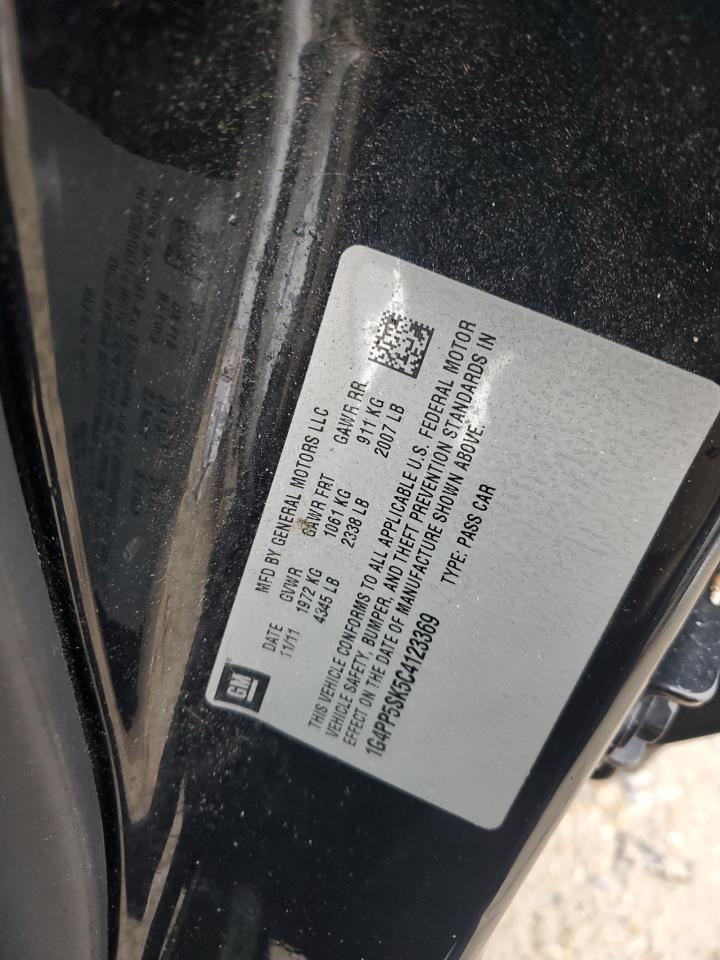 GM
MFD BY GENERAL MOTORS LLC
DATE GVWR GAWR FRT GAWR RR
11/11 1972 KG 1061 KG 911 KG
4345 LB 2338 LB 2007 LB
THIS VEHICLE CONFORMS TO ALL APPLICABLE U.S. FEDERAL MOTOR
VEHICLE SAFETY, BUMPER, AND THEFT PREVENTION STANDARDS IN
EFFECT ON THE DATE OF MANUFACTURE SHOWN ABOVE.
1G4PP5SK5C4123369 TYPE: PASS CAR